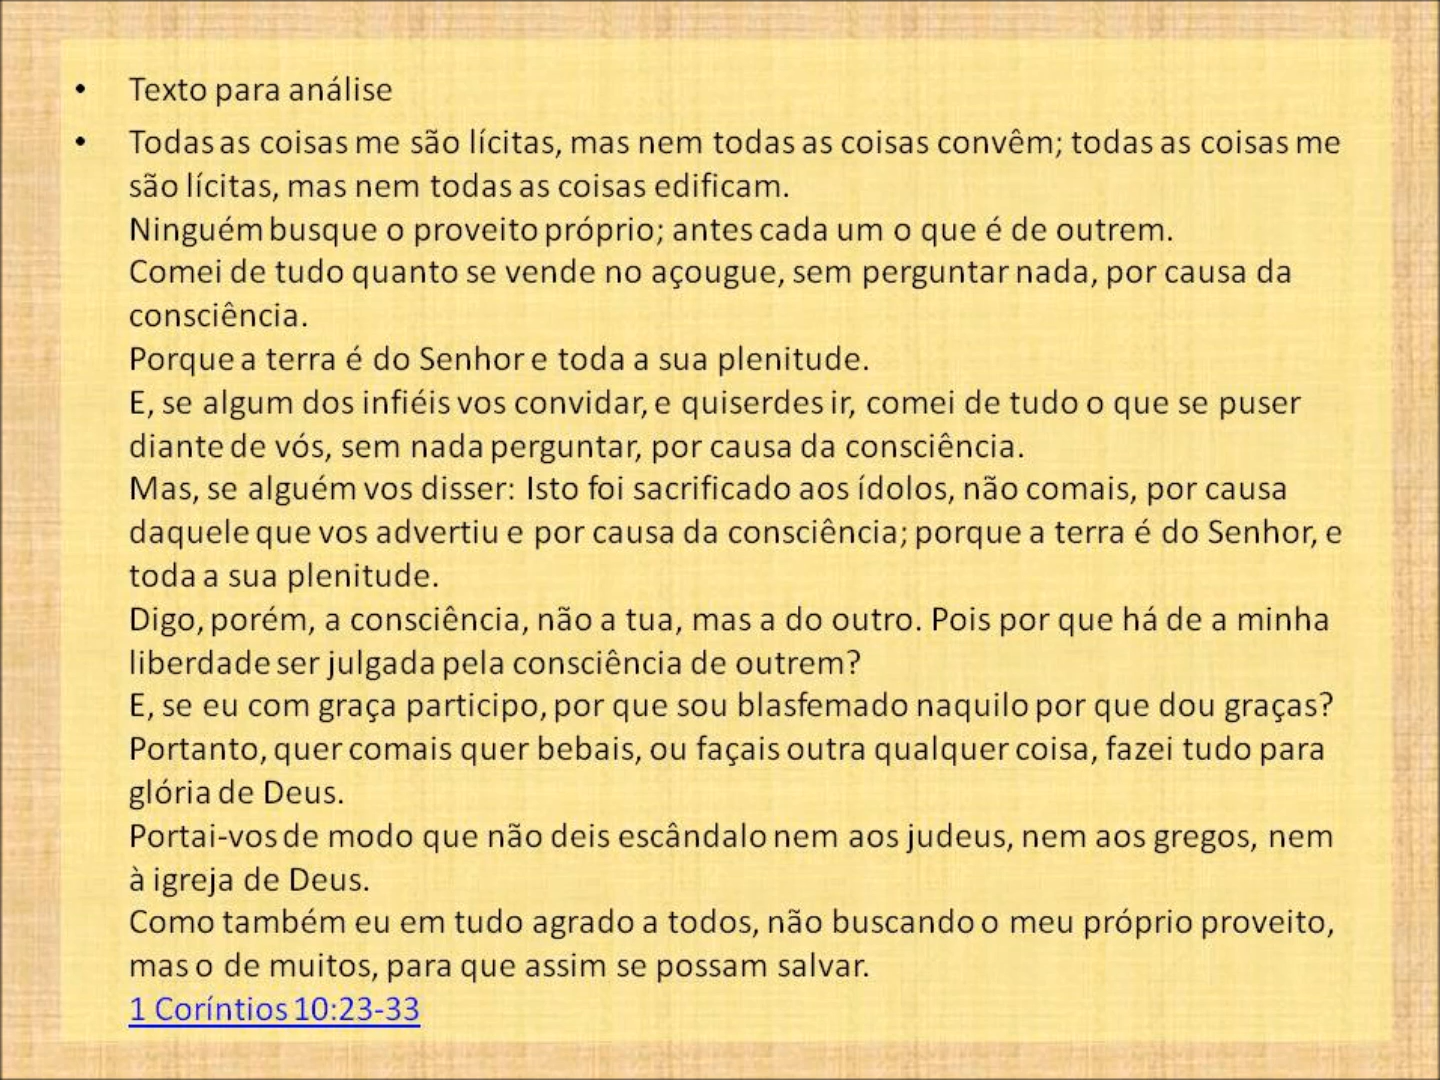 • Texto para análise
• Todas as coisas me são lícitas, mas nem todas as coisas convêm; todas as coisas me
são lícitas, mas nem todas as coisas edificam.
Ninguém busque o proveito próprio; antes cada um o que é de outrem.
Comei de tudo quanto se vende no açougue, sem perguntar nada, por causa da
consciência.
Porque a terra é do Senhor e toda a sua plenitude.
E, se algum dos infiéis vos convidar, e quiserdes ir, comei de tudo o que se puser
diante de vós, sem nada perguntar, por causa da consciência.
Mas, se alguém vos disser: Isto foi sacrificado aos ídolos, não comais, por causa
daquele que vos advertiu e por causa da consciência; porque a terra é do Senhor, e
toda a sua plenitude.
Digo, porém, a consciência, não a tua, mas a do outro. Pois por que há de a minha
liberdade ser julgada pela consciência de outrem?
E, se eu com graça participo, por que sou blasfemado naquilo por que dou graças?
Portanto, quer comais quer bebais, ou façais outra qualquer coisa, fazei tudo para
glória de Deus.
Portai-vos de modo que não deis escândalo nem aos judeus, nem aos gregos, nem
à igreja de Deus.
Como também eu em tudo agrado a todos, não buscando o meu próprio proveito,
mas o de muitos, para que assim se possam salvar.
1 Coríntios 10:23-33